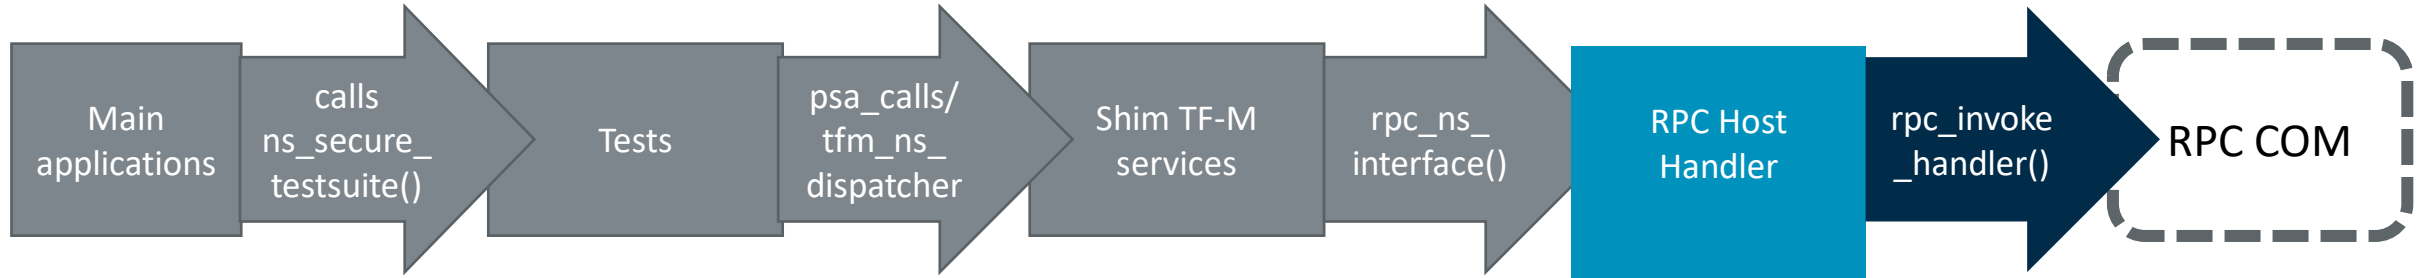 Main
applications
calls
ns_secure_
testsuite()
Tests
psa_calls/
tfm_ns_
dispatcher
Shim TF-M
services
rpc_ns_
interface()
RPC Host
Handler
rpc_invoke
_handler()
RPC COM